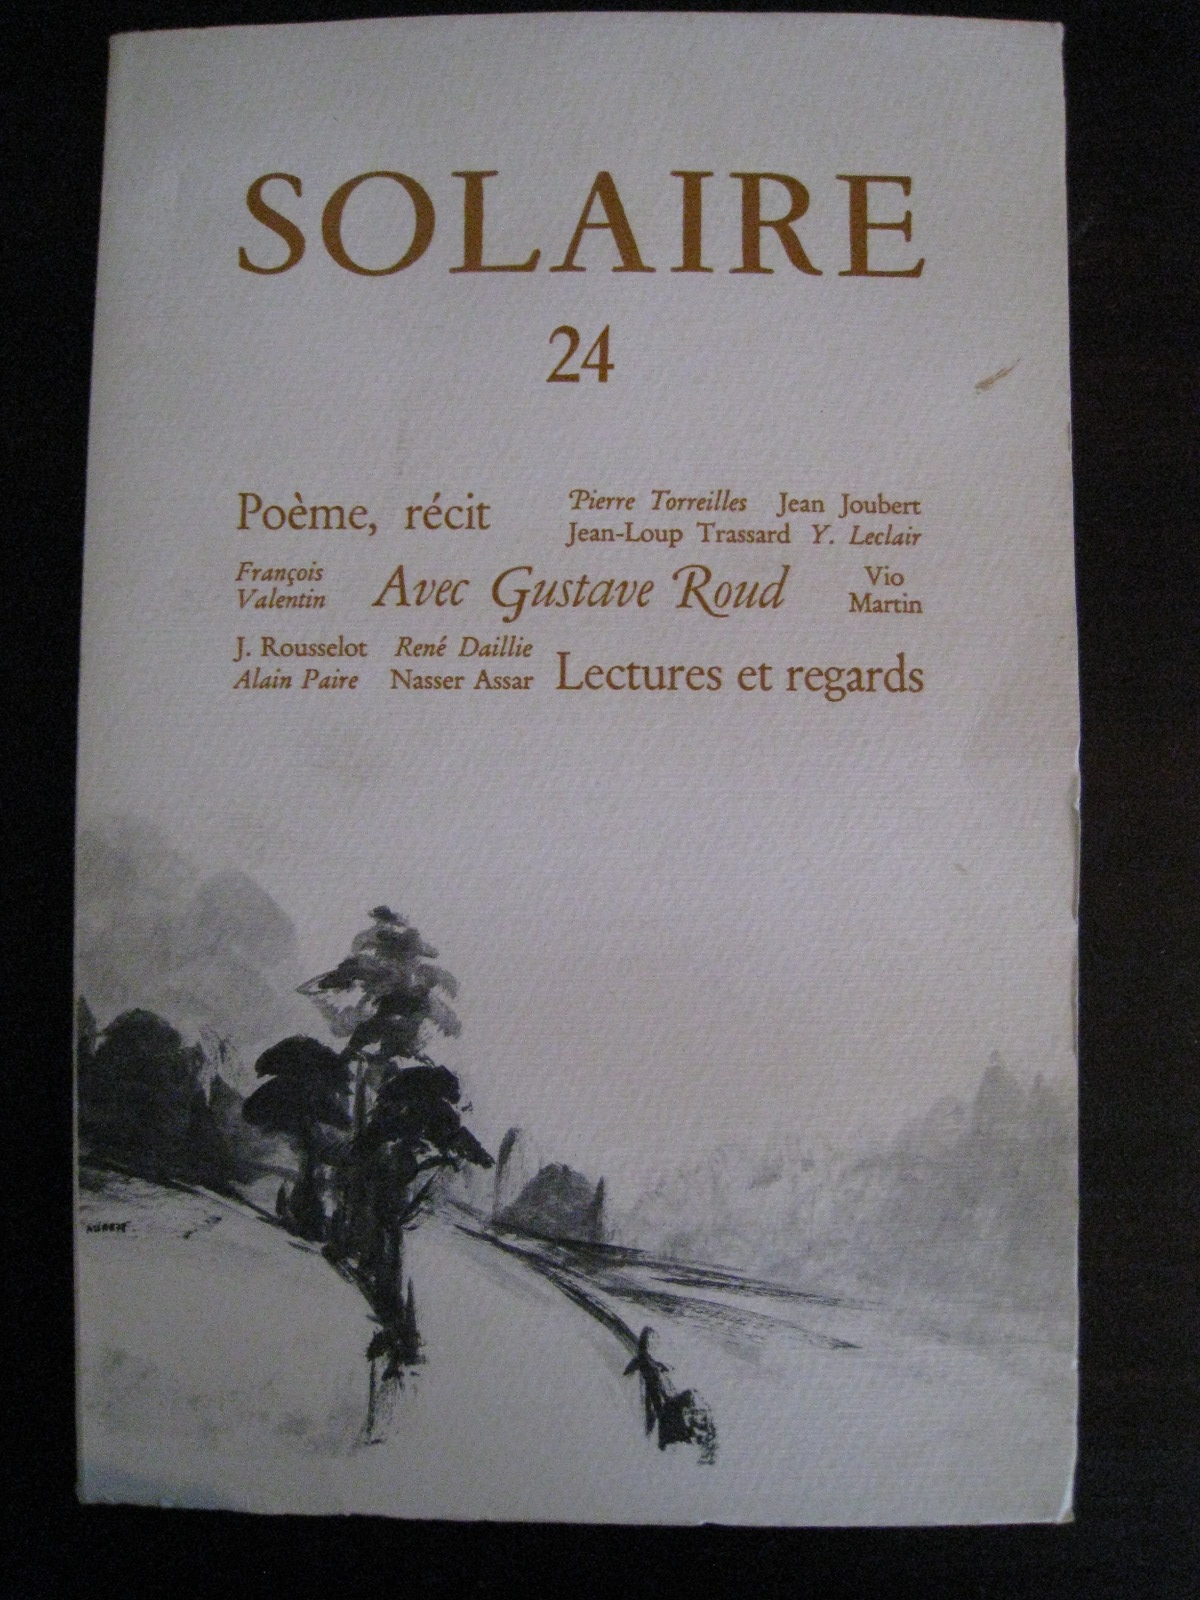 SOLAIRE
24
Poème, récit
Pierre Torreilles Jean Joubert
Jean-Loup Trassard Y. Leclair
François
Valentin
Avec Gustave Roud
Vio
Martin
J. Rousselot René Daillie
Alain Paire Nasser Assar
Lectures et regards